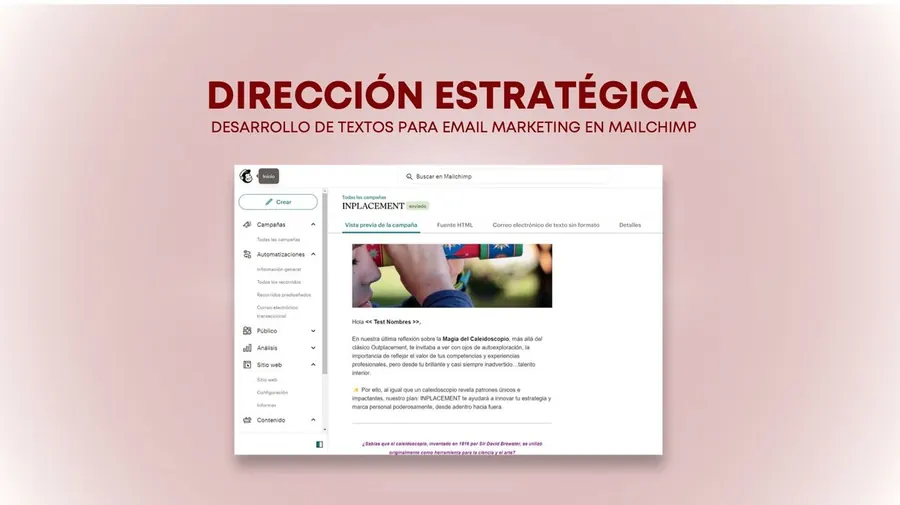 DIRECCIÓN ESTRATÉGICA
DESARROLLO DE TEXTOS PARA EMAIL MARKETING EN MAILCHIMP
Inicio
Buscar en Mailchimp
Crear
Campañas
Todas las campañas
Automatizaciones
Información general
Todos los recorridos
Recorridos prediseñados
Correo electrónico
transaccional
Público
Análisis
Sitio web
Sitio web
Configuración
Informes
Contenido
Todas las campañas
INPLACEMENT enviado
Vista previa de la campaña
Fuente HTML
Correo electrónico de texto sin formato
Detalles
Hola << Test Nombres >>,
En nuestra última reflexión sobre la Magia del Caleidoscopio, más allá del
clásico Outplacement, te invitaba a ver con ojos de autoexploración, la
importancia de reflejar el valor de tus competencias y experiencias
profesionales, pero desde tu brillante y casi siempre inadvertido...talento
interior.
Por ello, al igual que un caleidoscopio revela patrones únicos e
impactantes, nuestro plan: INPLACEMENT te ayudará a innovar tu estrategia y
marca personal poderosamente, desde adentro hacia fuera.
¿Sabías que el caleidoscopio, inventado en 1816 por Sir David Brewster, se utilizó
originalmente como herramienta para la ciencia y el arte?